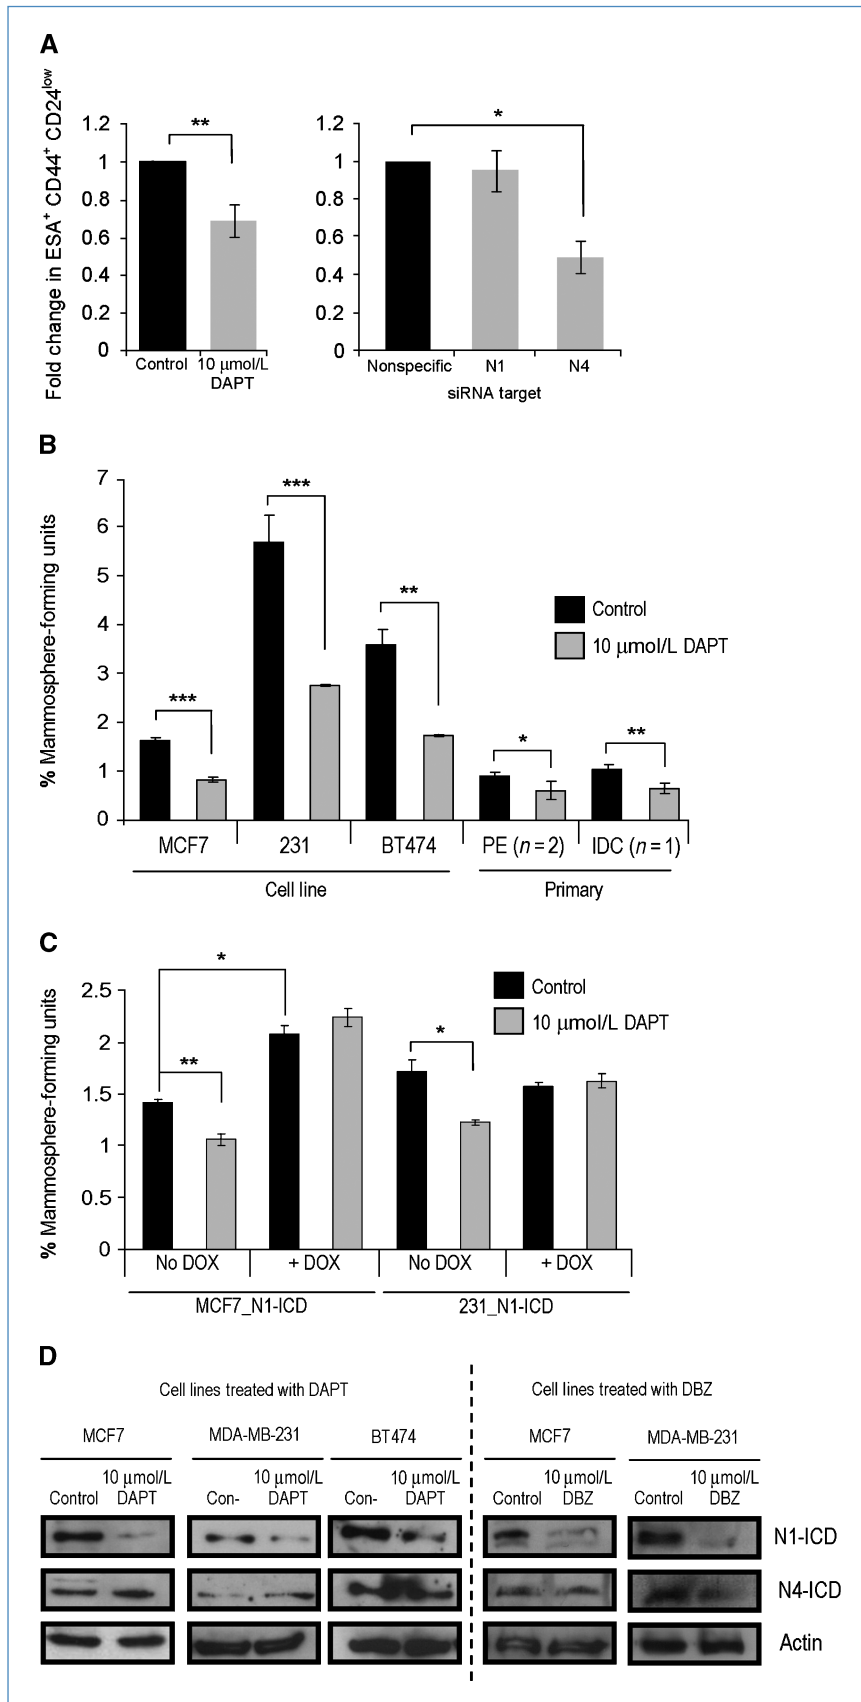 A
Fold change in ESA+ CD44+ CD24low
1.2
1
0.8
0.6
0.4
0.2
0
**
Control
10 μmol/L
DAPT
1.2
1
0.8
0.6
0.4
0.2
0
*
Nonspecific
N1
N4
siRNA target
B
% Mammosphere-forming units
7
6
5
4
3
2
1
0
***
***
**
*
**
Control
10 μmol/L DAPT
MCF7
231
BT474
PE (n = 2)
IDC (n = 1)
Cell line
Primary
C
% Mammosphere-forming units
2.5
2
1.5
1
0.5
0
*
**
*
Control
10 μmol/L DAPT
No DOX
+ DOX
No DOX
+ DOX
MCF7_N1-ICD
231_N1-ICD
D
Cell lines treated with DAPT
Cell lines treated with DBZ
MCF7
MDA-MB-231
BT474
MCF7
MDA-MB-231
Control
10 μmol/L
DAPT
Con-
10 μmol/L
DAPT
Con-
10 μmol/L
DAPT
Control
10 μmol/L
DBZ
Control
10 μmol/L
DBZ
N1-ICD
N4-ICD
Actin